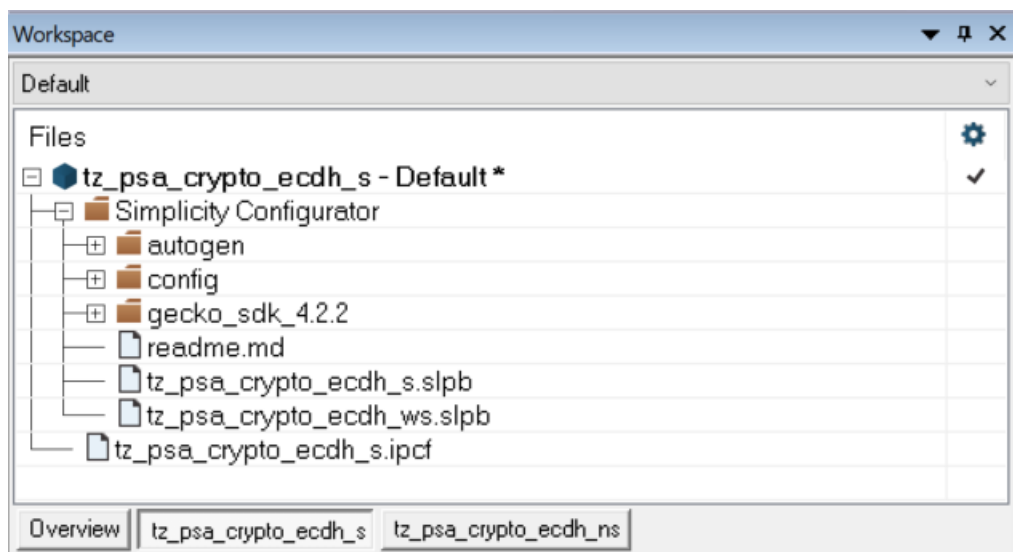 Workspace
Default
Files
tz_psa_crypto_ecdh_s - Default *
Simplicity Configurator
autogen
config
gecko_sdk_4.2.2
readme.md
tz_psa_crypto_ecdh_s.slpb
tz_psa_crypto_ecdh_ws.slpb
tz_psa_crypto_ecdh_s.ipcf
Overview tz_psa_crypto_ecdh_s tz_psa_crypto_ecdh_ns